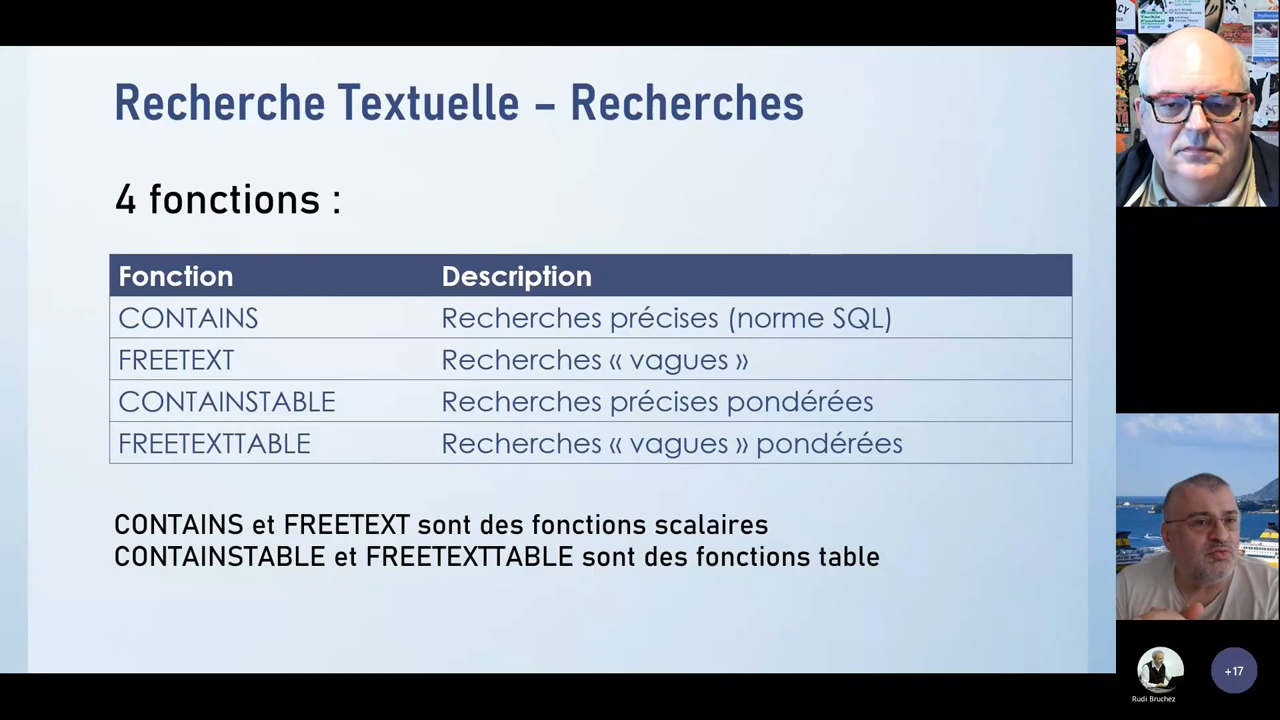 Recherche Textuelle – Recherches
4 fonctions :
Fonction Description
CONTAINS Recherches précises (norme SQL)
FREETEXT Recherches « vagues »
CONTAINSTABLE Recherches précises pondérées
FREETEXTTABLE Recherches « vagues » pondérées
CONTAINS et FREETEXT sont des fonctions scalaires
CONTAINSTABLE et FREETEXTTABLE sont des fonctions table
Rudi Bruchez
+17